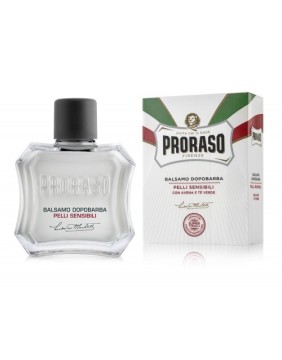 PRORASO
BALSAMO DOPOBARBA
PELLI SENSIBILI
PRORASO
FIRENZE
BALSAMO DOPOBARBA
PELLI SENSIBILI
CON AVENA E TÈ VERDE